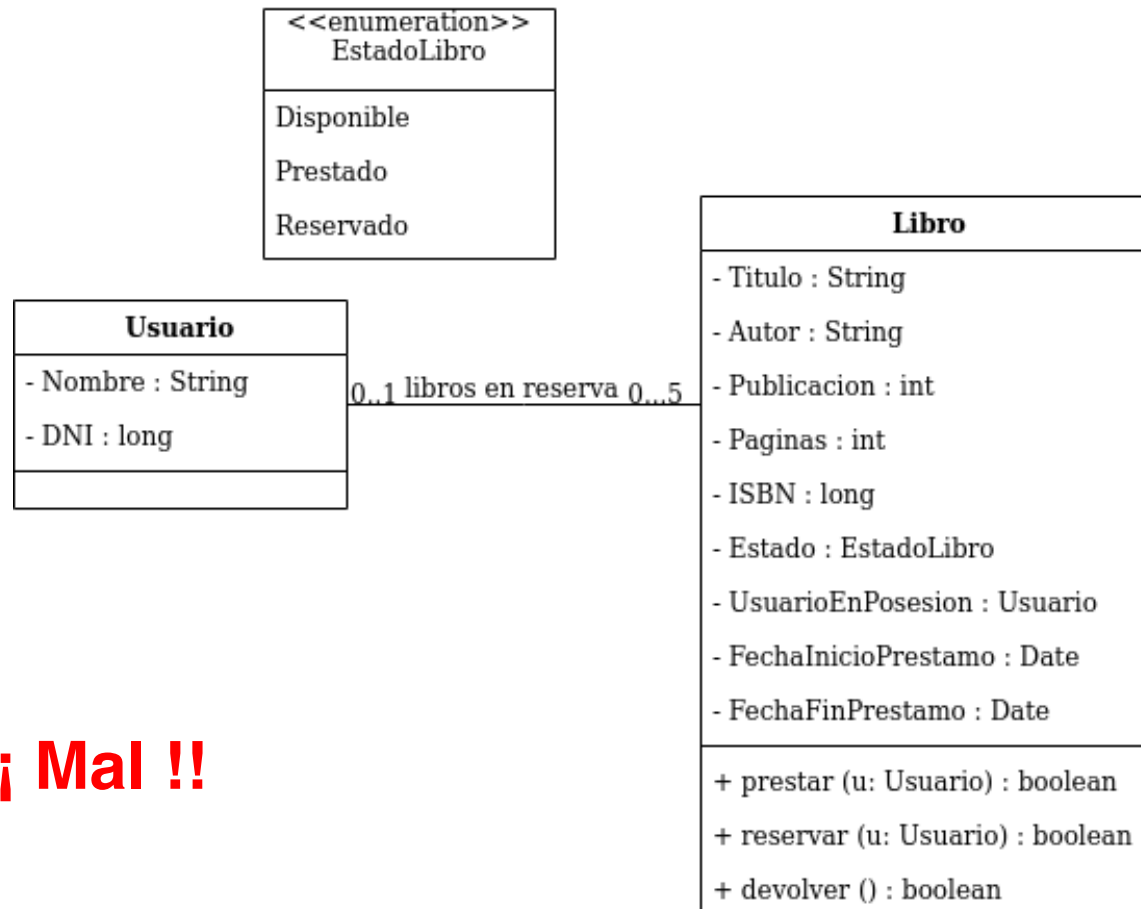 <<enumeration>>
EstadoLibro
Disponible
Prestado
Reservado
Usuario
- Nombre : String
- DNI : long
0..1 libros en reserva 0...5
Libro
- Titulo : String
- Autor : String
- Publicacion : int
- Paginas : int
- ISBN : long
- Estado : EstadoLibro
- UsuarioEnPosesion : Usuario
- FechaInicioPrestamo : Date
- FechaFinPrestamo : Date
+ prestar (u: Usuario) : boolean
+ reservar (u: Usuario) : boolean
+ devolver () : boolean
¡ Mal !!